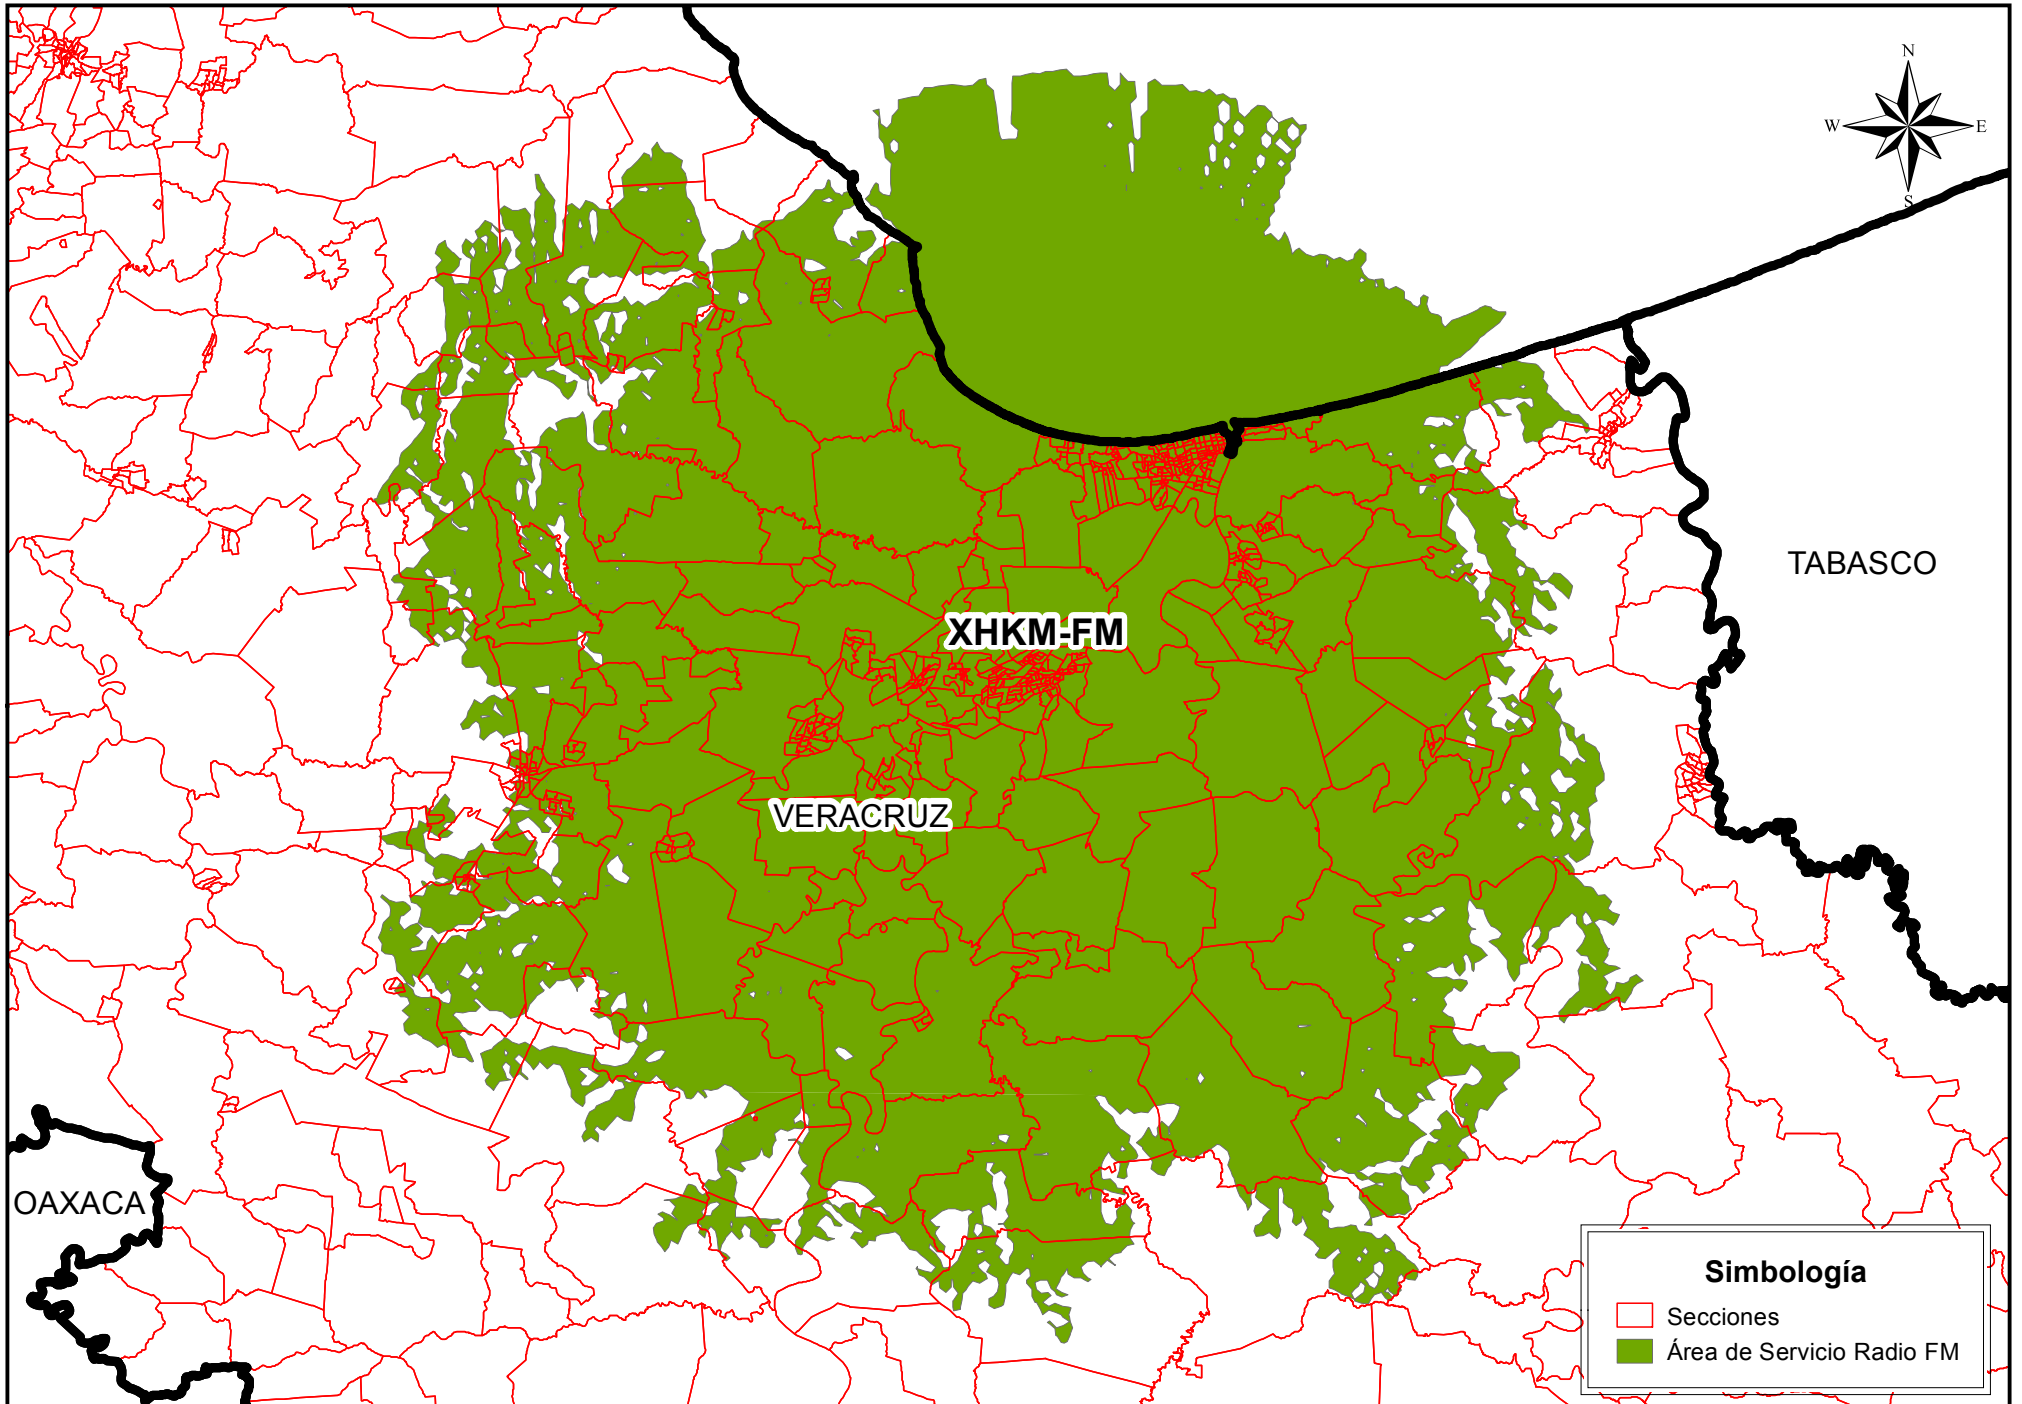 N
W E
S
TABASCO
XHKM-FM
VERACRUZ
OAXACA
Simbología
Secciones
Área de Servicio Radio FM